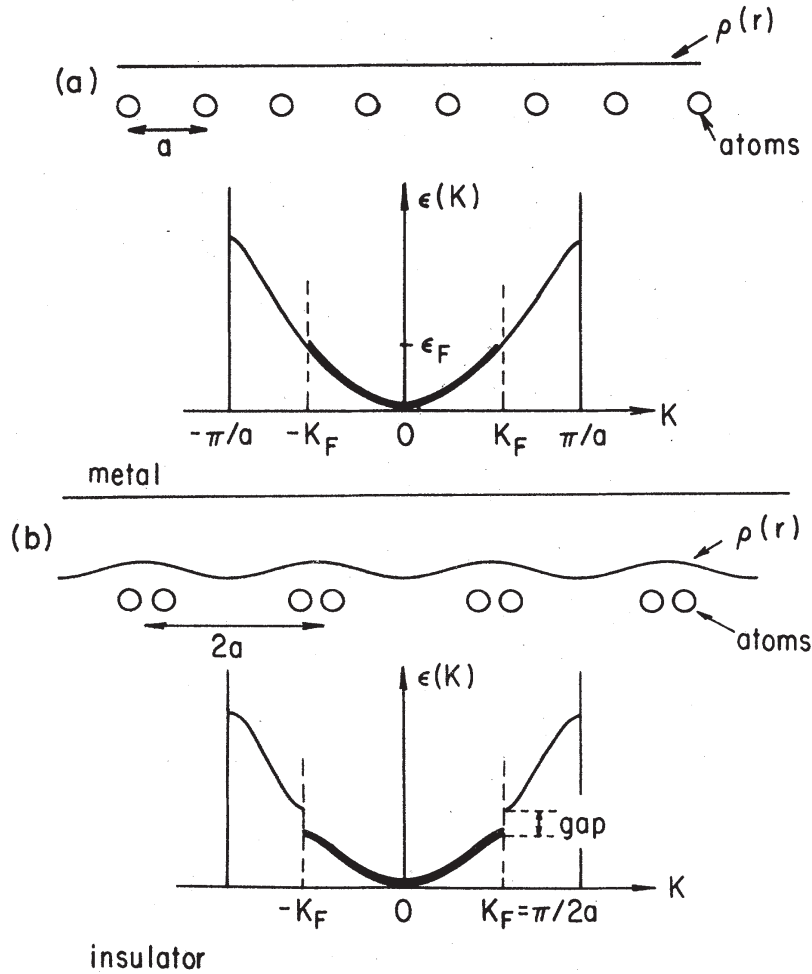 ρ(r)
(a)
a
atoms
ϵ(K)
ϵ_F
-π/a -K_F 0 K_F π/a K
metal
(b)
ρ(r)
2a
atoms
ϵ(K)
gap
-K_F 0 K_F=π/2a K
insulator